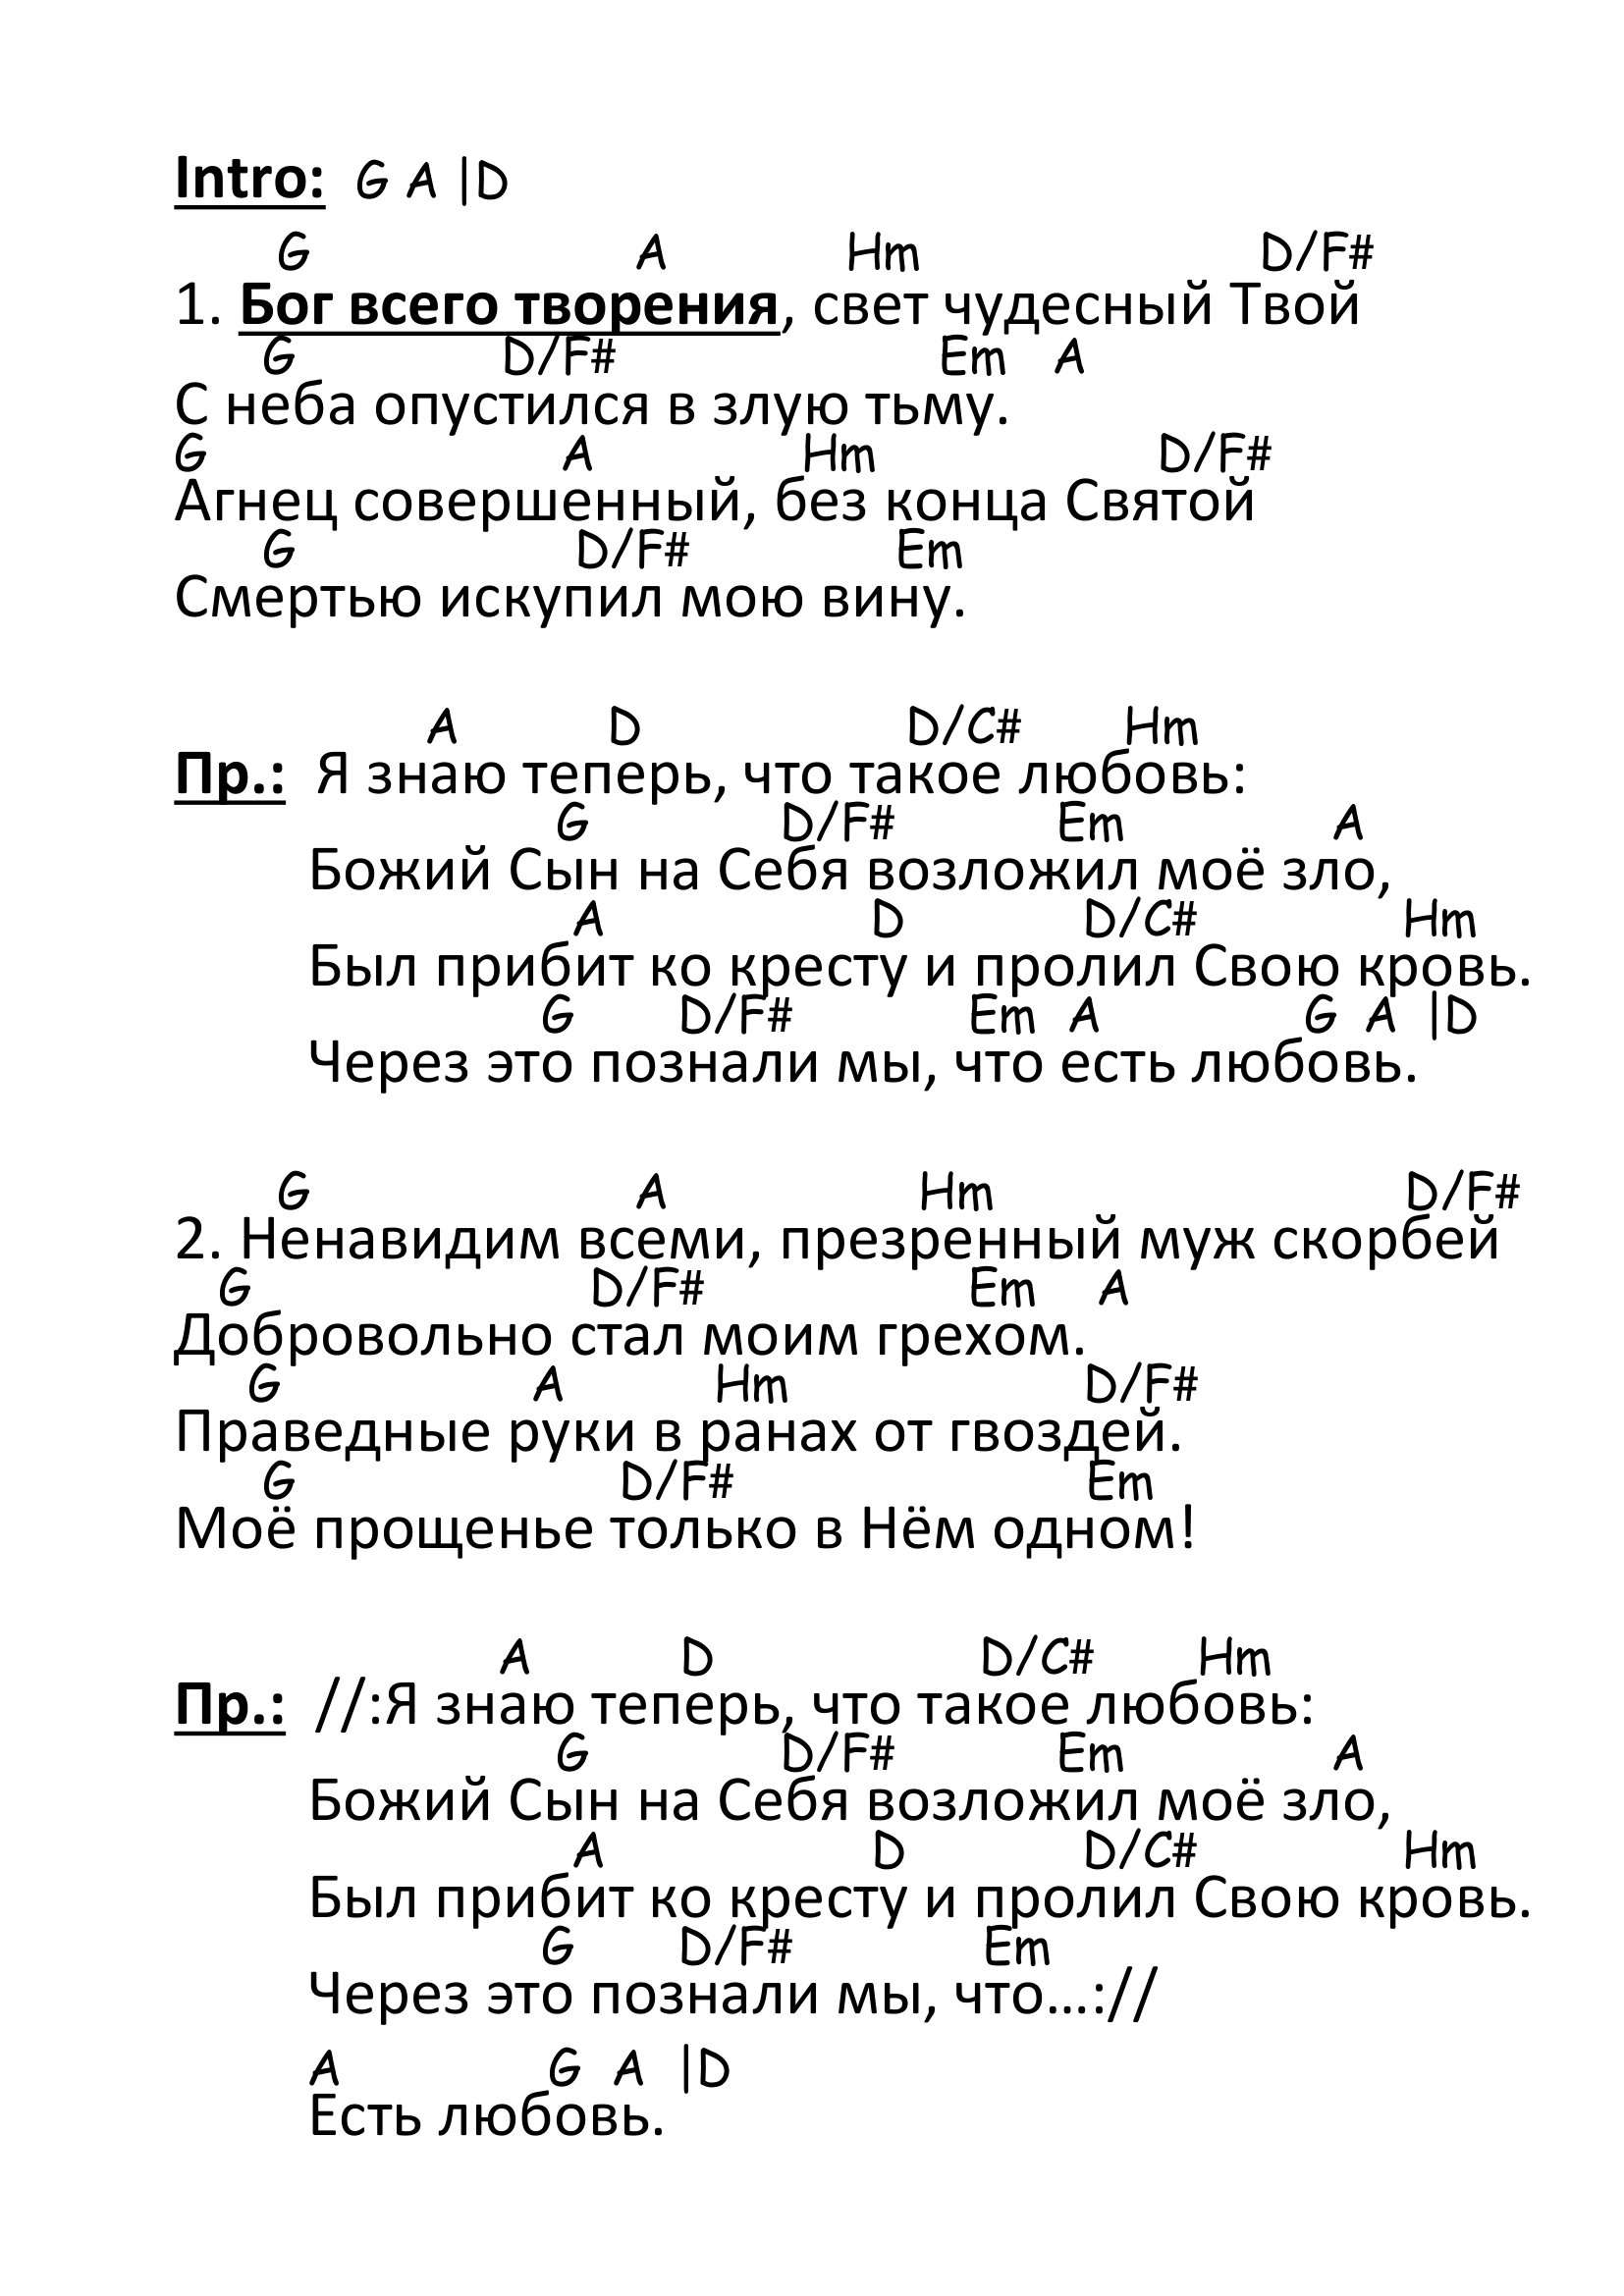 Intro: G A |D
G A Hm D/F#
1. Бог всего творения, свет чудесный Твой
G D/F# Em A
С неба опустился в злую тьму.
G A Hm D/F#
Агнец совершенный, без конца Святой
G D/F# Em
Смертью искупил мою вину.
A D D/C# Hm
Пр.: Я знаю теперь, что такое любовь:
G D/F# Em A
Божий Сын на Себя возложил моё зло,
A D D/C# Hm
Был прибит ко кресту и пролил Свою кровь.
G D/F# Em A G A |D
Через это познали мы, что есть любовь.
G A Hm D/F#
2. Ненавидим всеми, презренный муж скорбей
G D/F# Em A
Добровольно стал моим грехом.
G A Hm D/F#
Праведные руки в ранах от гвоздей.
G D/F# Em
Моё прощенье только в Нём одном!
A D D/C# Hm
Пр.: //:Я знаю теперь, что такое любовь:
G D/F# Em A
Божий Сын на Себя возложил моё зло,
A D D/C# Hm
Был прибит ко кресту и пролил Свою кровь.
G D/F# Em
Через это познали мы, что...://
A G A |D
Есть любовь.